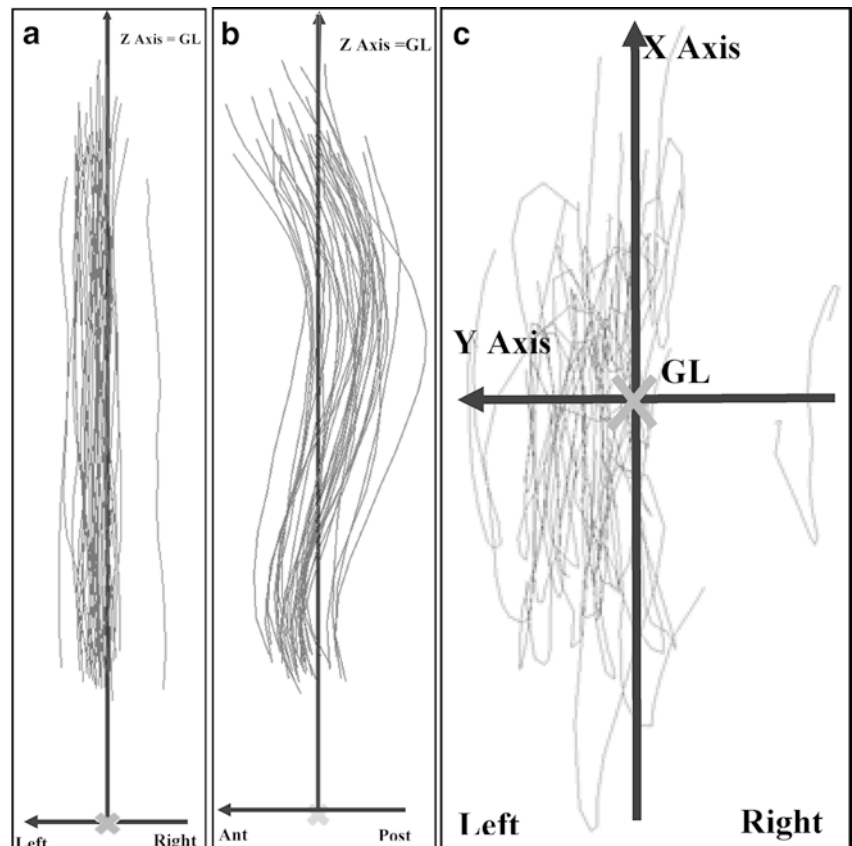 a
Z Axis = GL
Left
Right
b
Z Axis =GL
Ant
Post
c
X Axis
Y Axis
GL
Left
Right